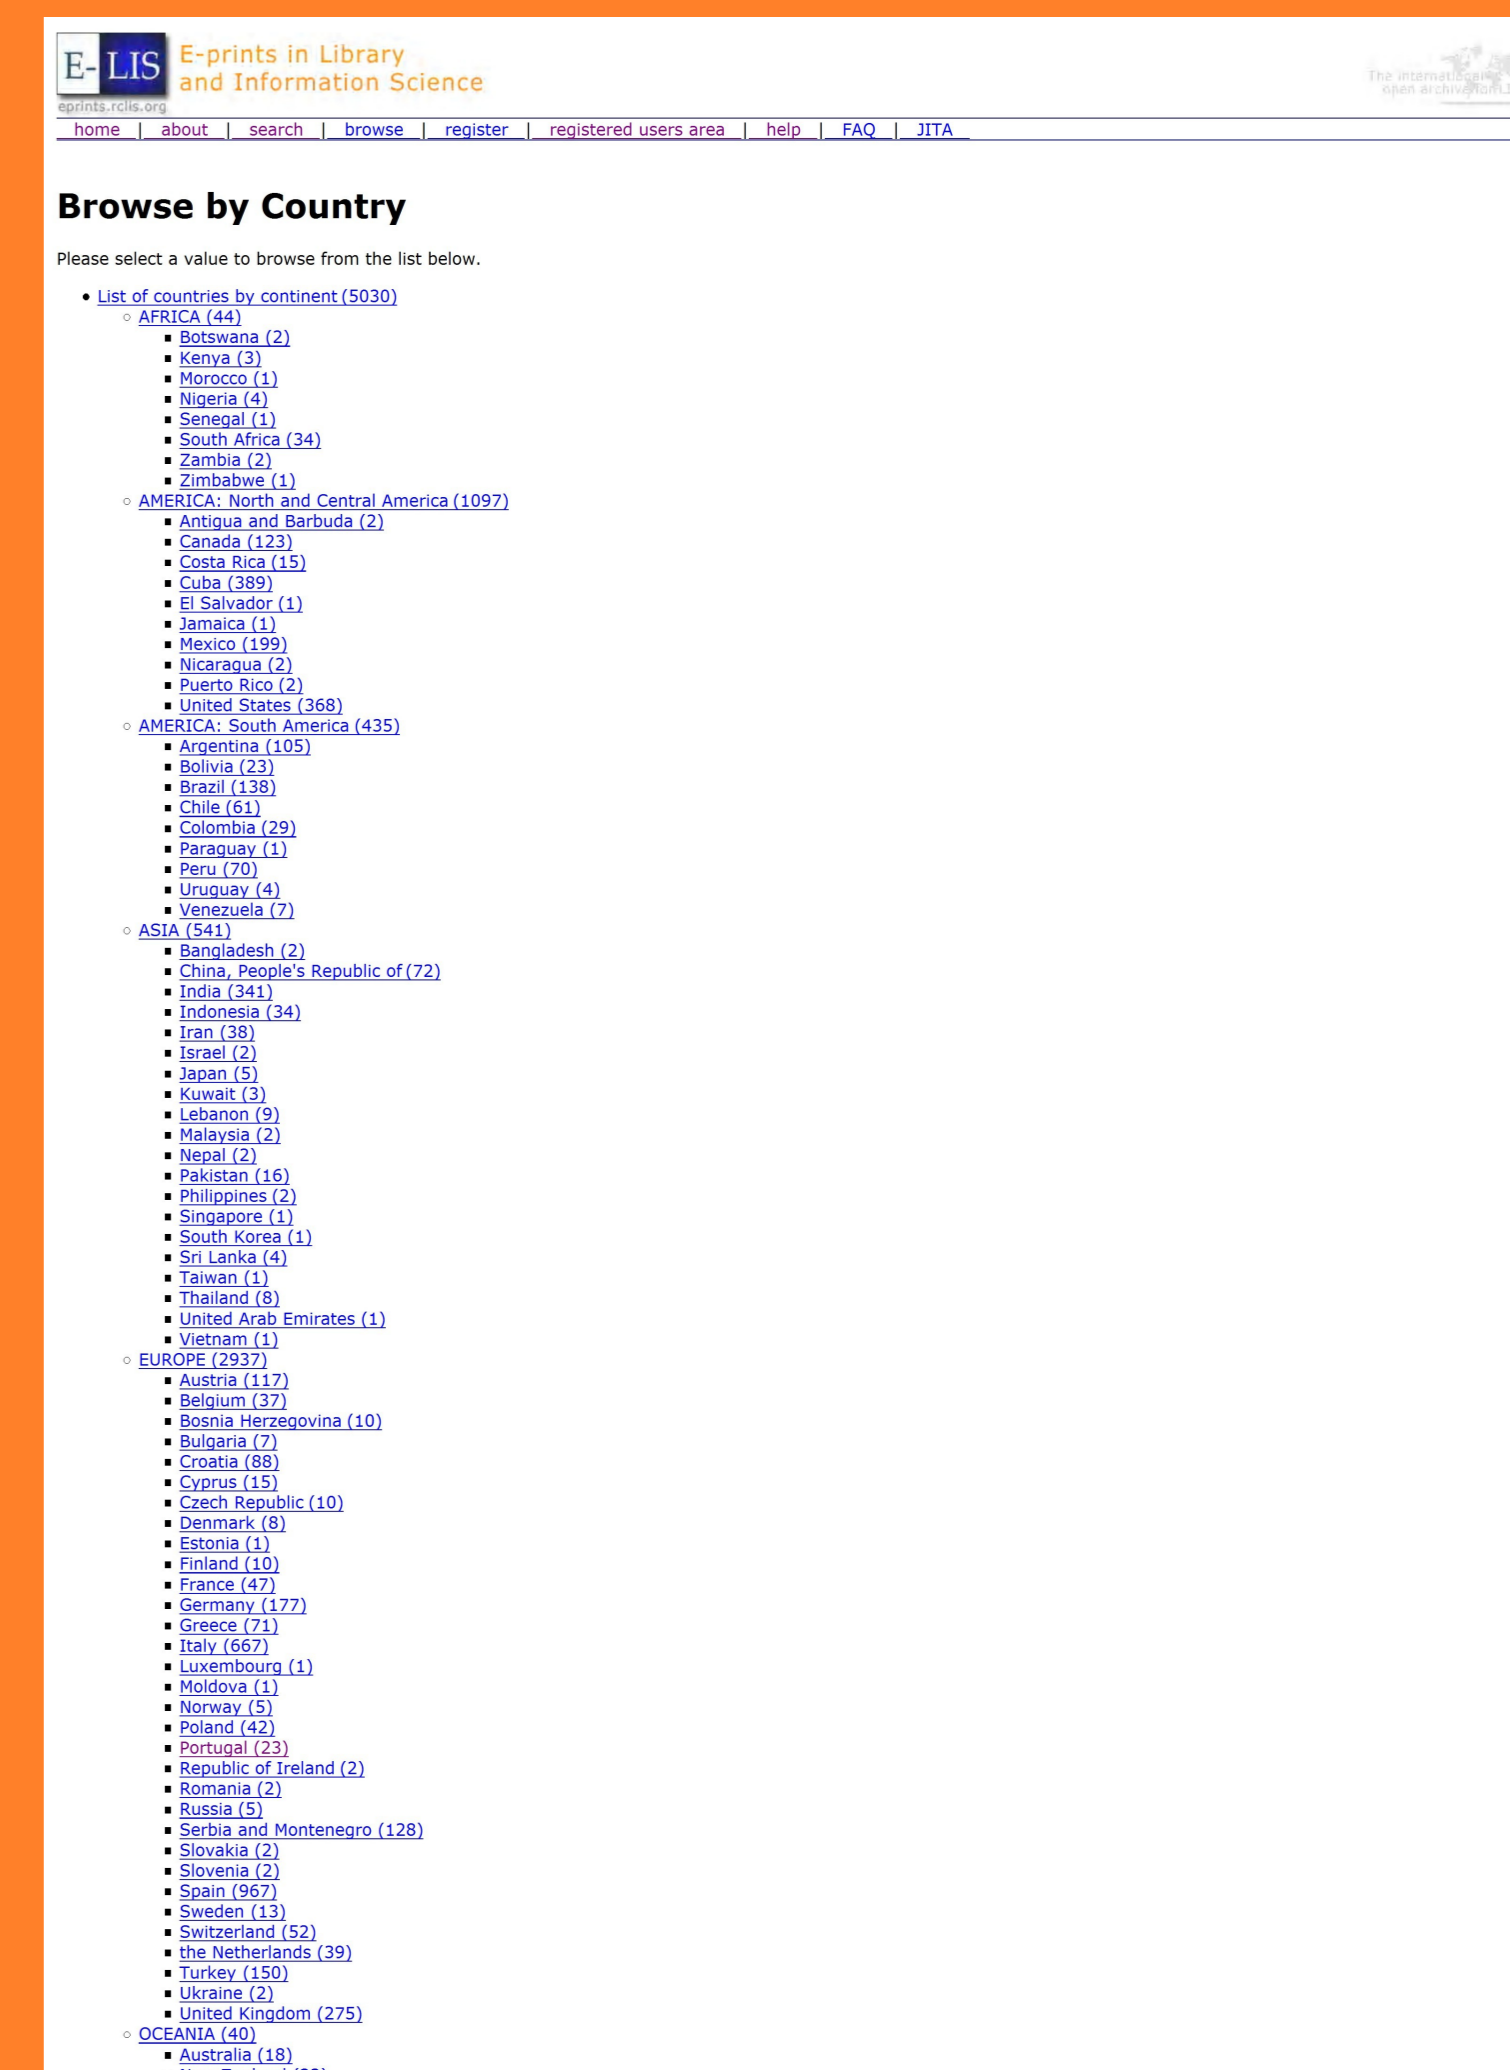 E-LIS
E-prints in Library
and Information Science
eprints.rclis.org
The international
open archive
home | about | search | browse | register | registered users area | help | FAQ | JITA
Browse by Country
Please select a value to browse from the list below.
List of countries by continent (5030)
AFRICA (44)
Botswana (2)
Kenya (3)
Morocco (1)
Nigeria (4)
Senegal (1)
South Africa (34)
Zambia (2)
Zimbabwe (1)
AMERICA: North and Central America (1097)
Antigua and Barbuda (2)
Canada (123)
Costa Rica (15)
Cuba (389)
El Salvador (1)
Jamaica (1)
Mexico (199)
Nicaragua (2)
Puerto Rico (2)
United States (368)
AMERICA: South America (435)
Argentina (105)
Bolivia (23)
Brazil (138)
Chile (61)
Colombia (29)
Paraguay (1)
Peru (70)
Uruguay (4)
Venezuela (7)
ASIA (541)
Bangladesh (2)
China, People's Republic of (72)
India (341)
Indonesia (34)
Iran (38)
Israel (2)
Japan (5)
Kuwait (3)
Lebanon (9)
Malaysia (2)
Nepal (2)
Pakistan (16)
Philippines (2)
Singapore (1)
South Korea (1)
Sri Lanka (4)
Taiwan (1)
Thailand (8)
United Arab Emirates (1)
Vietnam (1)
EUROPE (2937)
Austria (117)
Belgium (37)
Bosnia Herzegovina (10)
Bulgaria (7)
Croatia (88)
Cyprus (15)
Czech Republic (10)
Denmark (8)
Estonia (1)
Finland (10)
France (47)
Germany (177)
Greece (71)
Italy (667)
Luxembourg (1)
Moldova (1)
Norway (5)
Poland (42)
Portugal (23)
Republic of Ireland (2)
Romania (2)
Russia (5)
Serbia and Montenegro (128)
Slovakia (2)
Slovenia (2)
Spain (967)
Sweden (13)
Switzerland (52)
the Netherlands (39)
Turkey (150)
Ukraine (2)
United Kingdom (275)
OCEANIA (40)
Australia (18)